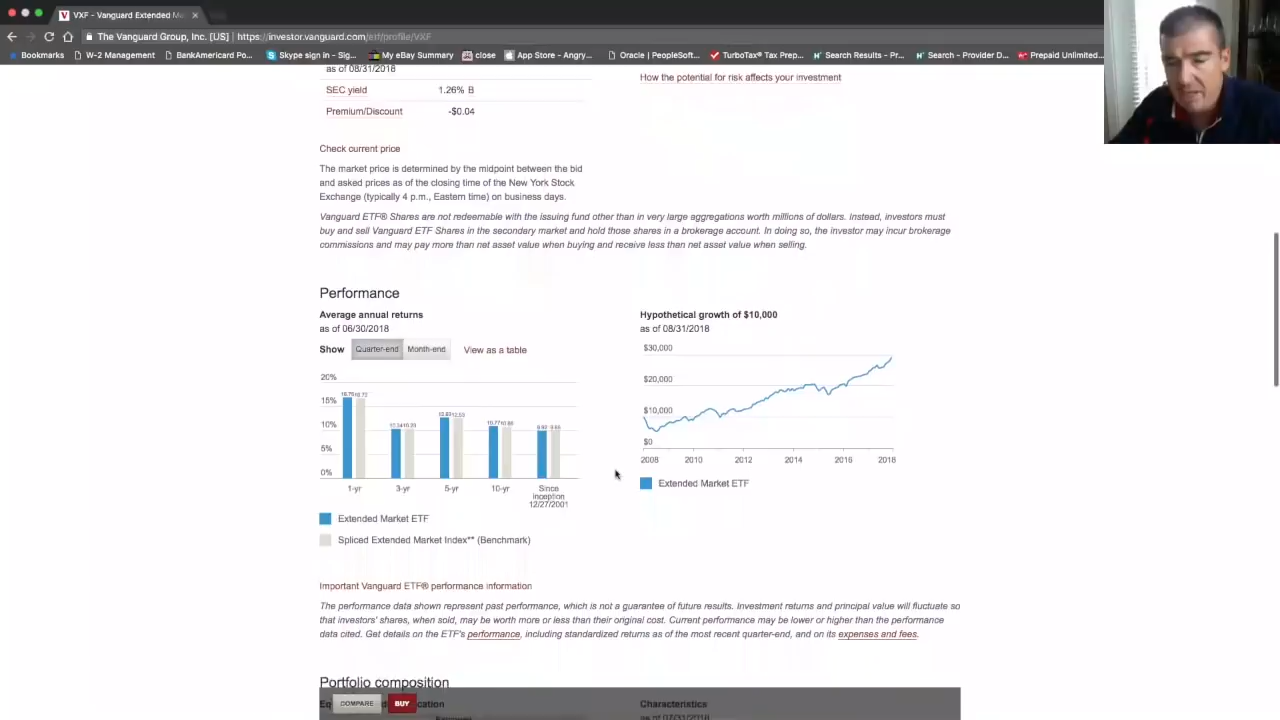 VXF - Vanguard Extended Ma
The Vanguard Group, Inc. [US] | https://investor.vanguard.com/etf/profile/VXF
Bookmarks W-2 Management BankAmericard Po... Skype sign in - Sig... My eBay Summary close App Store - Angry... Oracle | PeopleSoft... TurboTax® Tax Prep... Search Results - Pr... Search - Provider D... Prepaid Unlimited...
as of 08/31/2018
SEC yield 1.26% B
Premium/Discount -$0.04
How the potential for risk affects your investment
Check current price
The market price is determined by the midpoint between the bid
and asked prices as of the closing time of the New York Stock
Exchange (typically 4 p.m., Eastern time) on business days.
Vanguard ETF® Shares are not redeemable with the issuing fund other than in very large aggregations worth millions of dollars. Instead, investors must
buy and sell Vanguard ETF Shares in the secondary market and hold those shares in a brokerage account. In doing so, the investor may incur brokerage
commissions and may pay more than net asset value when buying and receive less than net asset value when selling.
Performance
Average annual returns
as of 06/30/2018
Show Quarter-end Month-end View as a table
20%
15%
10%
5%
0%
1-yr 3-yr 5-yr 10-yr Since
inception
12/27/2001
Extended Market ETF
Spliced Extended Market Index** (Benchmark)
Hypothetical growth of $10,000
as of 08/31/2018
$30,000
$20,000
$10,000
$0
2008 2010 2012 2014 2016 2018
Extended Market ETF
Important Vanguard ETF® performance information
The performance data shown represent past performance, which is not a guarantee of future results. Investment returns and principal value will fluctuate so
that investors' shares, when sold, may be worth more or less than their original cost. Current performance may be lower or higher than the performance
data cited. Get details on the ETF's performance, including standardized returns as of the most recent quarter-end, and on its expenses and fees.
Portfolio composition
COMPARE BUY
Characteristics